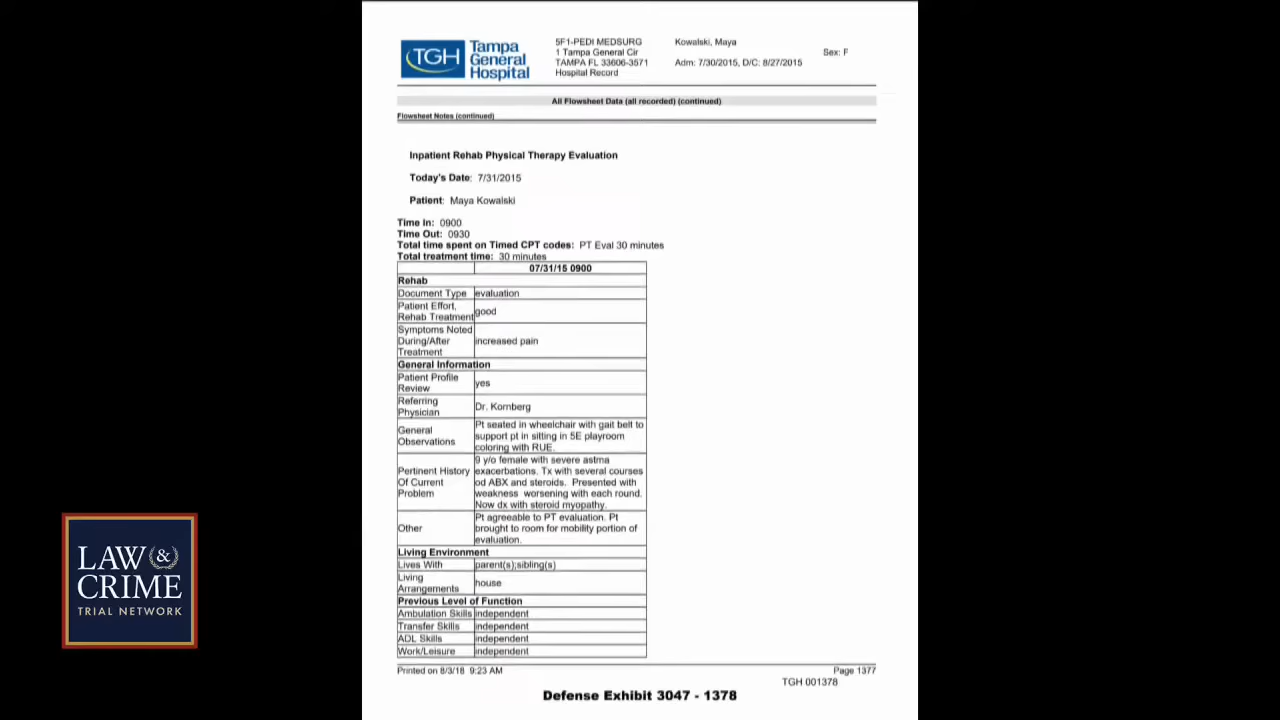 TGH
Tampa
General
Hospital
5F1-PEDI MEDSURG
1 Tampa General Cir
TAMPA FL 33606-3571
Hospital Record
Kowalski, Maya
Adm: 7/30/2015, D/C: 8/27/2015
Sex: F
All Flowsheet Data (all recorded) (continued)
Flowsheet Notes (continued)
Inpatient Rehab Physical Therapy Evaluation
Today's Date: 7/31/2015
Patient: Maya Kowalski
Time In: 0900
Time Out: 0930
Total time spent on Timed CPT codes: PT Eval 30 minutes
Total treatment time: 30 minutes
07/31/15 0900
Rehab
Document Type evaluation
Patient Effort,
Rehab Treatment
good
Symptoms Noted
During/After
Treatment
increased pain
General Information
Patient Profile
Review
yes
Referring
Physician
Dr. Kornberg
General
Observations
Pt seated in wheelchair with gait belt to
support pt in sitting in 5E playroom
coloring with RUE.
Pertinent History
Of Current
Problem
9 y/o female with severe astma
exacerbations. Tx with several courses
od ABX and steroids. Presented with
weakness worsening with each round.
Now dx with steroid myopathy.
Other
Pt agreeable to PT evaluation. Pt
brought to room for mobility portion of
evaluation.
Living Environment
Lives With parent(s);sibling(s)
Living
Arrangements
house
Previous Level of Function
Ambulation Skills independent
Transfer Skills independent
ADL Skills independent
Work/Leisure independent
Printed on 8/3/18 9:23 AM
Page 1377
TGH 001378
Defense Exhibit 3047 - 1378
LAW &
CRIME
TRIAL NETWORK